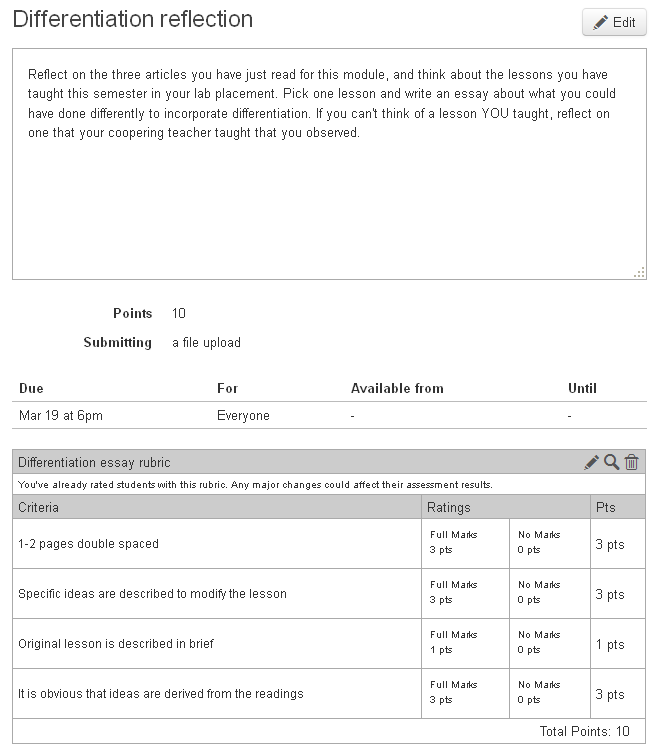 Differentiation reflection
Edit
Reflect on the three articles you have just read for this module, and think about the lessons you have
taught this semester in your lab placement. Pick one lesson and write an essay about what you could
have done differently to incorporate differentiation. If you can't think of a lesson YOU taught, reflect on
one that your coopering teacher taught that you observed.
Points 10
Submitting a file upload
Due For Available from Until
Mar 19 at 6pm Everyone - -
Differentiation essay rubric
You've already rated students with this rubric. Any major changes could affect their assessment results.
Criteria Ratings Pts
1-2 pages double spaced Full Marks 3 pts No Marks 0 pts 3 pts
Specific ideas are described to modify the lesson Full Marks 3 pts No Marks 0 pts 3 pts
Original lesson is described in brief Full Marks 1 pts No Marks 0 pts 1 pts
It is obvious that ideas are derived from the readings Full Marks 3 pts No Marks 0 pts 3 pts
Total Points: 10